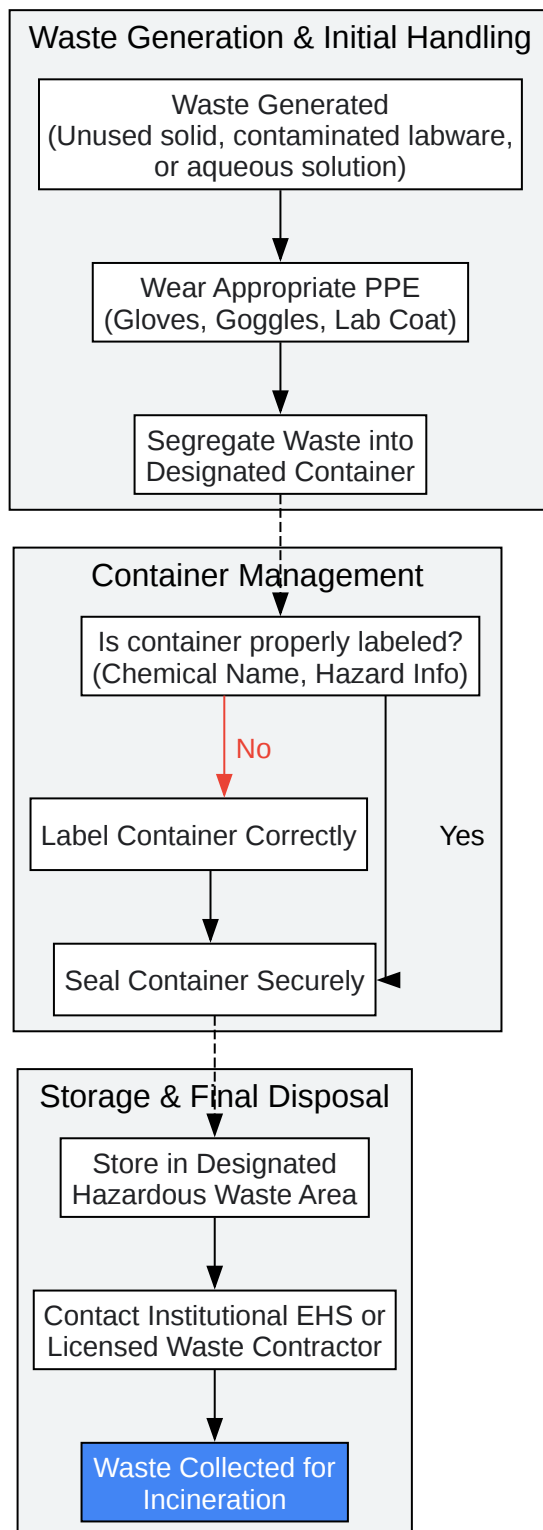 Waste Generation & Initial Handling
Waste Generated
(Unused solid, contaminated labware,
or aqueous solution)
Wear Appropriate PPE
(Gloves, Goggles, Lab Coat)
Segregate Waste into
Designated Container
Container Management
Is container properly labeled?
(Chemical Name, Hazard Info)
No
Label Container Correctly
Yes
Seal Container Securely
Storage & Final Disposal
Store in Designated
Hazardous Waste Area
Contact Institutional EHS or
Licensed Waste Contractor
Waste Collected for
Incineration